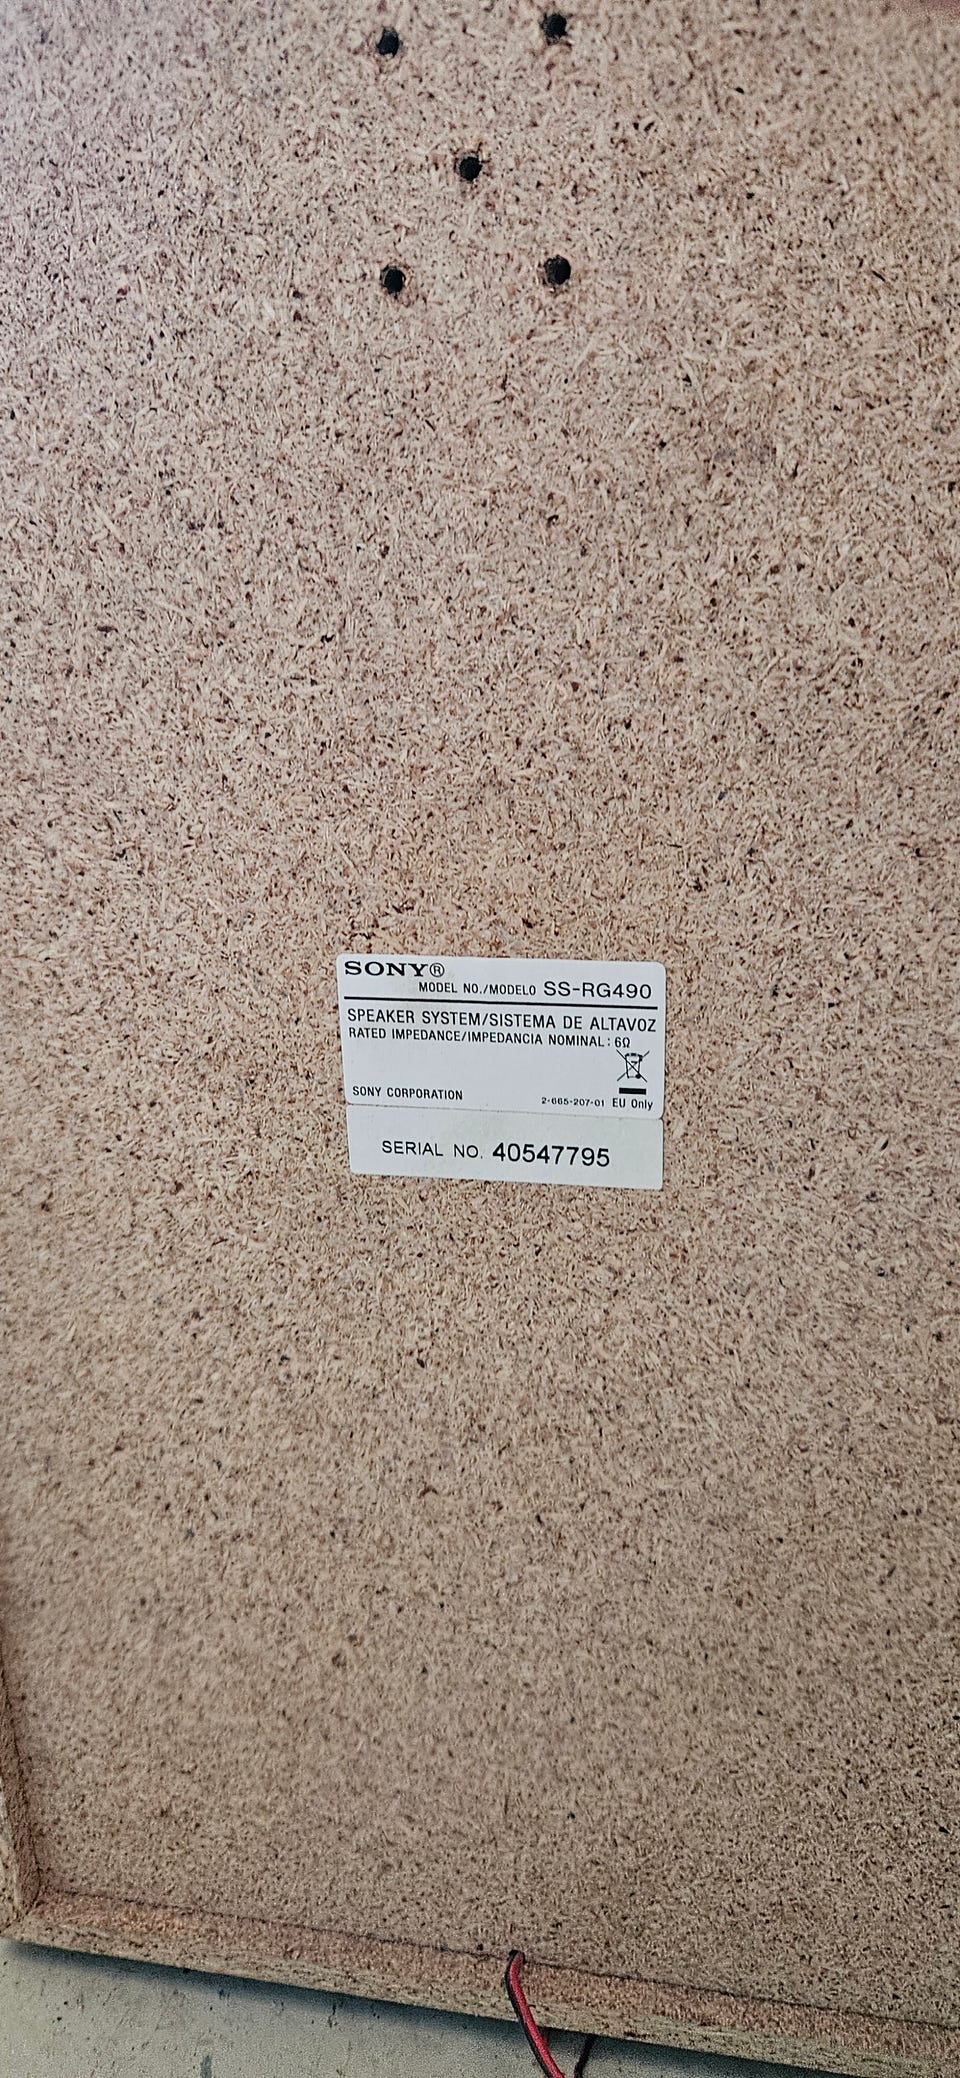 SONY®
MODEL NO./MODELO SS-RG490
SPEAKER SYSTEM/SISTEMA DE ALTAVOZ
RATED IMPEDANCE/IMPEDANCIA NOMINAL: 6Ω
SONY CORPORATION 2-665-207-01 EU Only
SERIAL NO. 40547795